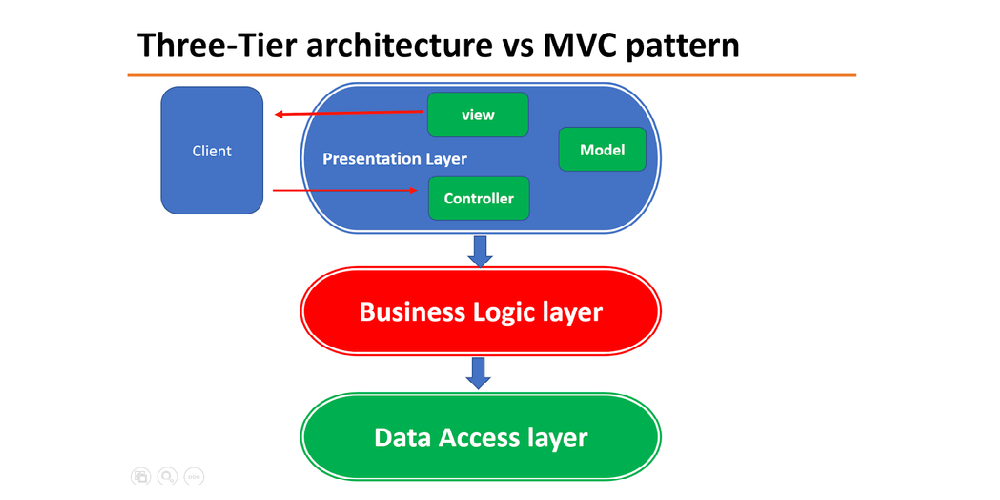 Three-Tier architecture vs MVC pattern
view
Client
Model
Presentation Layer
Controller
Business Logic layer
Data Access layer